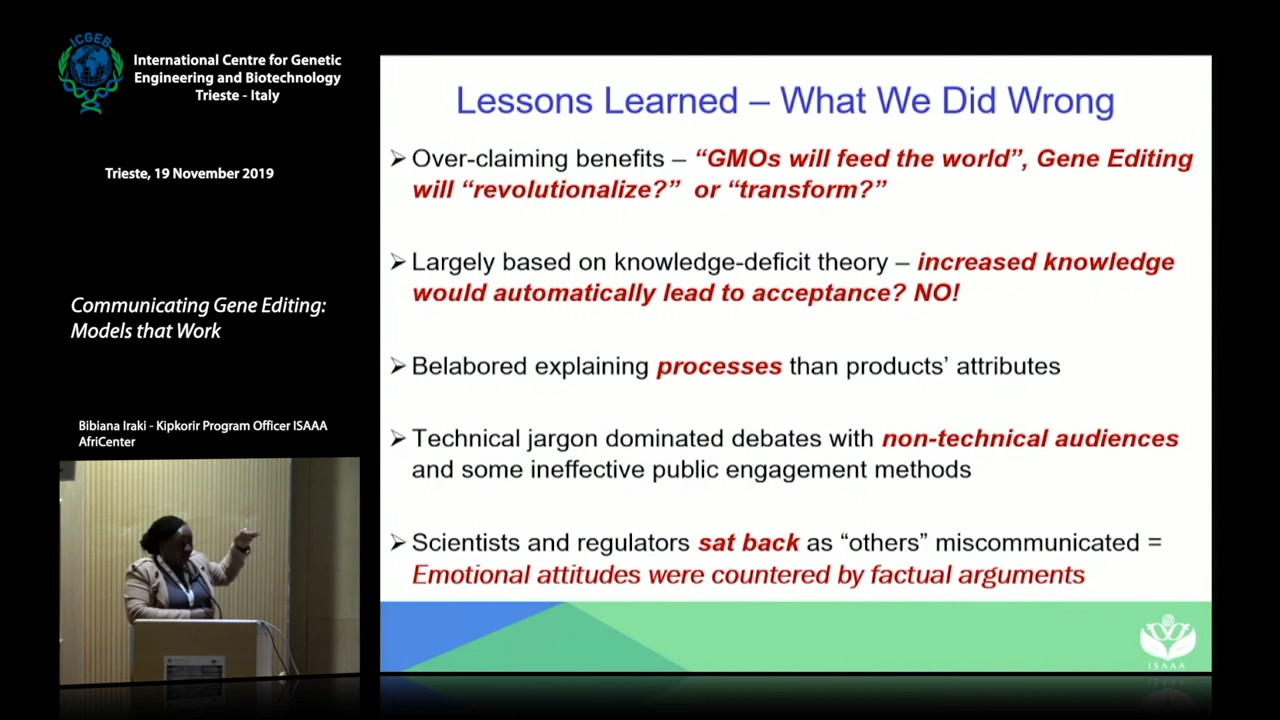 ICGEB
International Centre for Genetic
Engineering and Biotechnology
Trieste - Italy
Trieste, 19 November 2019
Communicating Gene Editing:
Models that Work
Bibiana Iraki - Kipkorir Program Officer ISAAA
AfriCenter
Lessons Learned – What We Did Wrong
➢ Over-claiming benefits – “GMOs will feed the world”, Gene Editing
will “revolutionalize?” or “transform?”
➢ Largely based on knowledge-deficit theory – increased knowledge
would automatically lead to acceptance? NO!
➢ Belabored explaining processes than products’ attributes
➢ Technical jargon dominated debates with non-technical audiences
and some ineffective public engagement methods
➢ Scientists and regulators sat back as “others” miscommunicated =
Emotional attitudes were countered by factual arguments
ISAAA